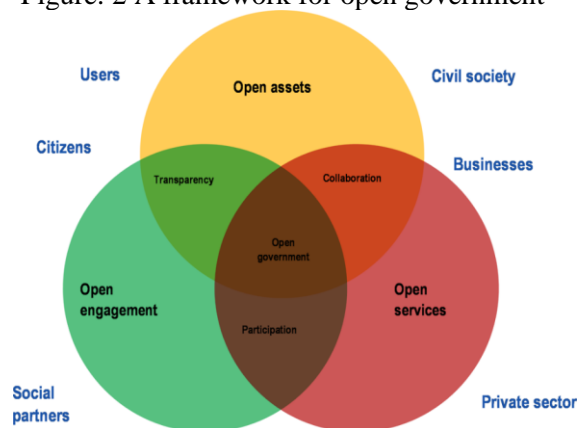 Figure: 2 A framework for open government
Users
Open assets
Civil society
Citizens
Businesses
Transparency
Collaboration
Open
government
Open
engagement
Open
services
Participation
Social
partners
Private sector